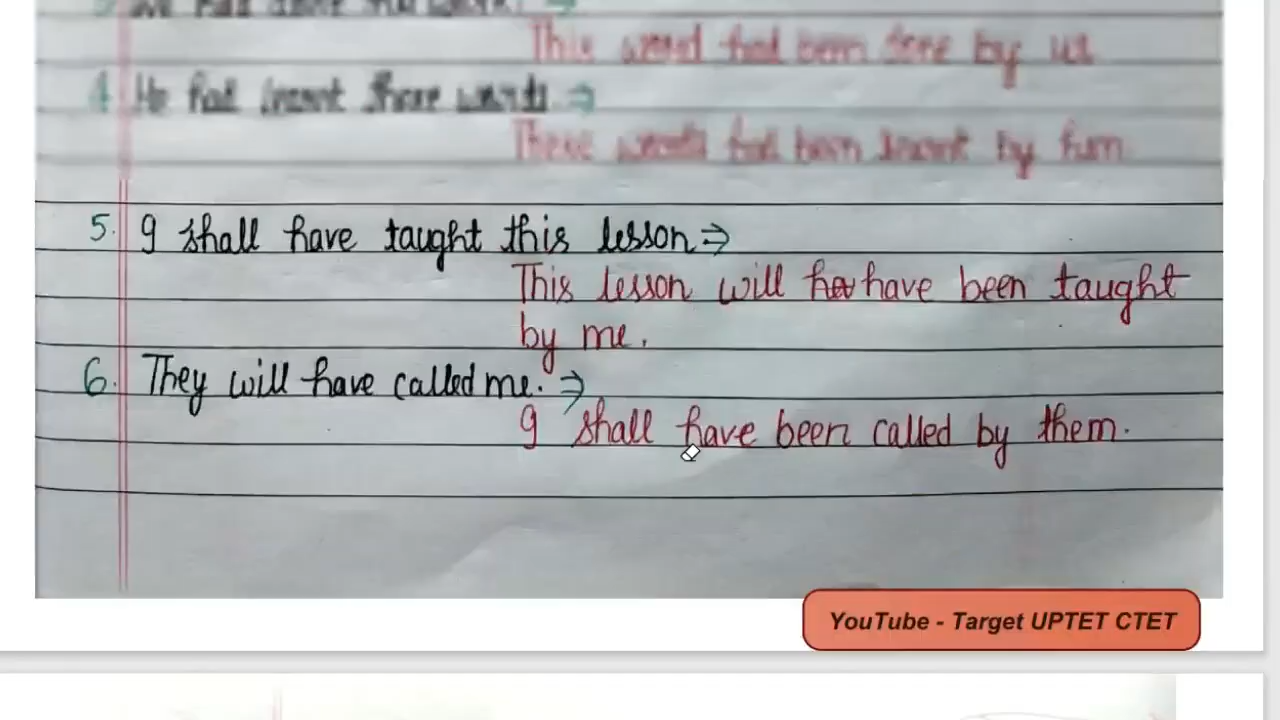 This word had been done by us
4. He had learnt these words ⇒
These words had been learnt by him
5. I shall have taught this lesson ⇒
This lesson will have been taught
by me.
6. They will have called me. ⇒
I shall have been called by them.
YouTube - Target UPTET CTET